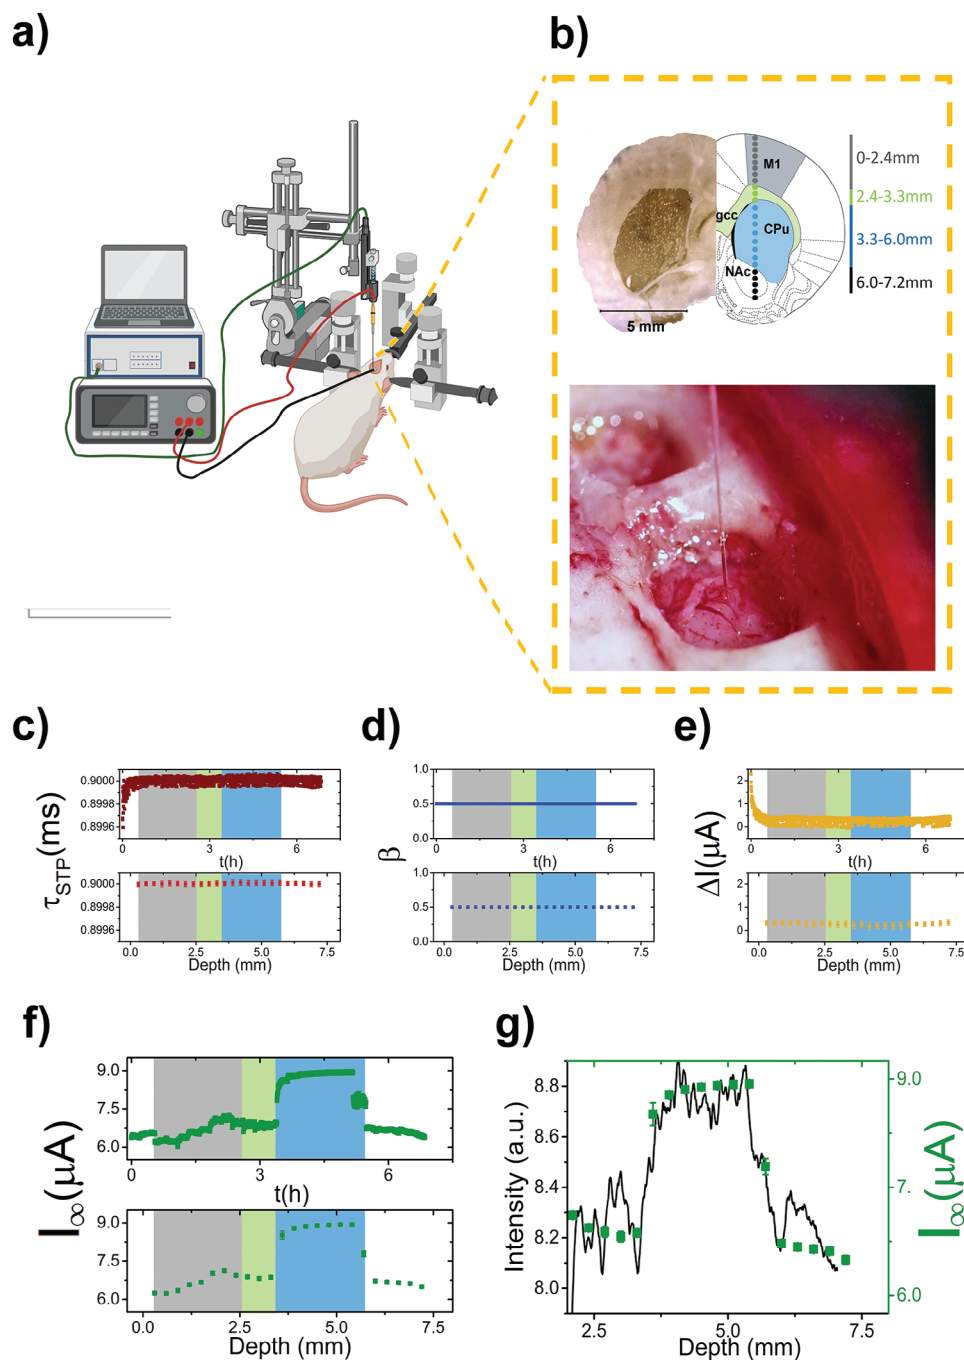 a)
b)
M1
gcc
CPu
NAc
5 mm
0-2.4mm
2.4-3.3mm
3.3-6.0mm
6.0-7.2mm
c)
τSTP(ms)
0.9000
0.8998
0.8996
0 3 6
t(h)
0.9000
0.8998
0.8996
0.0 2.5 5.0 7.5
Depth (mm)
d)
β
1.0
0.5
0.0
0 3 6
t(h)
1.0
0.5
0.0
0.0 2.5 5.0 7.5
Depth (mm)
e)
ΔI(μA)
2
1
0
0 3 6
t(h)
2
1
0
0.0 2.5 5.0 7.5
Depth (mm)
f)
I∞(μA)
9.0
7.5
6.0
0 3 6
t(h)
9.0
7.5
6.0
0.0 2.5 5.0 7.5
Depth (mm)
g)
Intensity (a.u.)
8.8
8.6
8.4
8.2
8.0
2.5 5.0 7.5
Depth (mm)
9.0
7.5
6.0
I∞(μA)